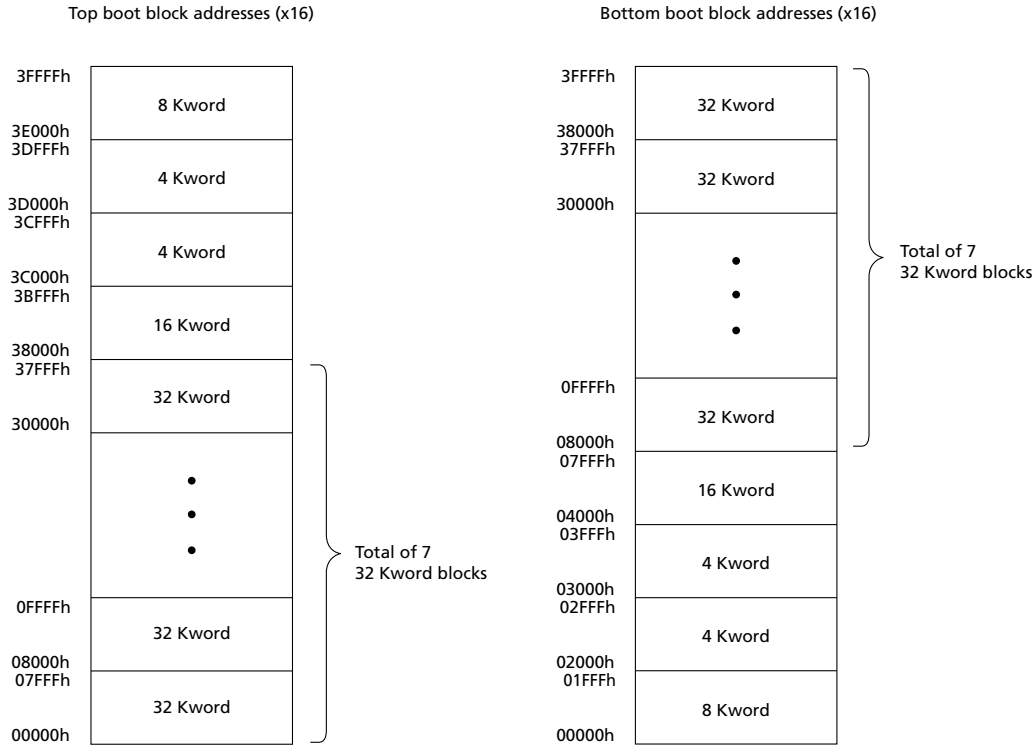 Top boot block addresses (x16)
3FFFFh
8 Kword
3E000h
3DFFFh
4 Kword
3D000h
3CFFFh
4 Kword
3C000h
3BFFFh
16 Kword
38000h
37FFFh
32 Kword
30000h
Total of 7
32 Kword blocks
0FFFFh
32 Kword
08000h
07FFFh
32 Kword
00000h
Bottom boot block addresses (x16)
3FFFFh
32 Kword
38000h
37FFFh
32 Kword
30000h
Total of 7
32 Kword blocks
0FFFFh
32 Kword
08000h
07FFFh
16 Kword
04000h
03FFFh
4 Kword
03000h
02FFFh
4 Kword
02000h
01FFFh
8 Kword
00000h